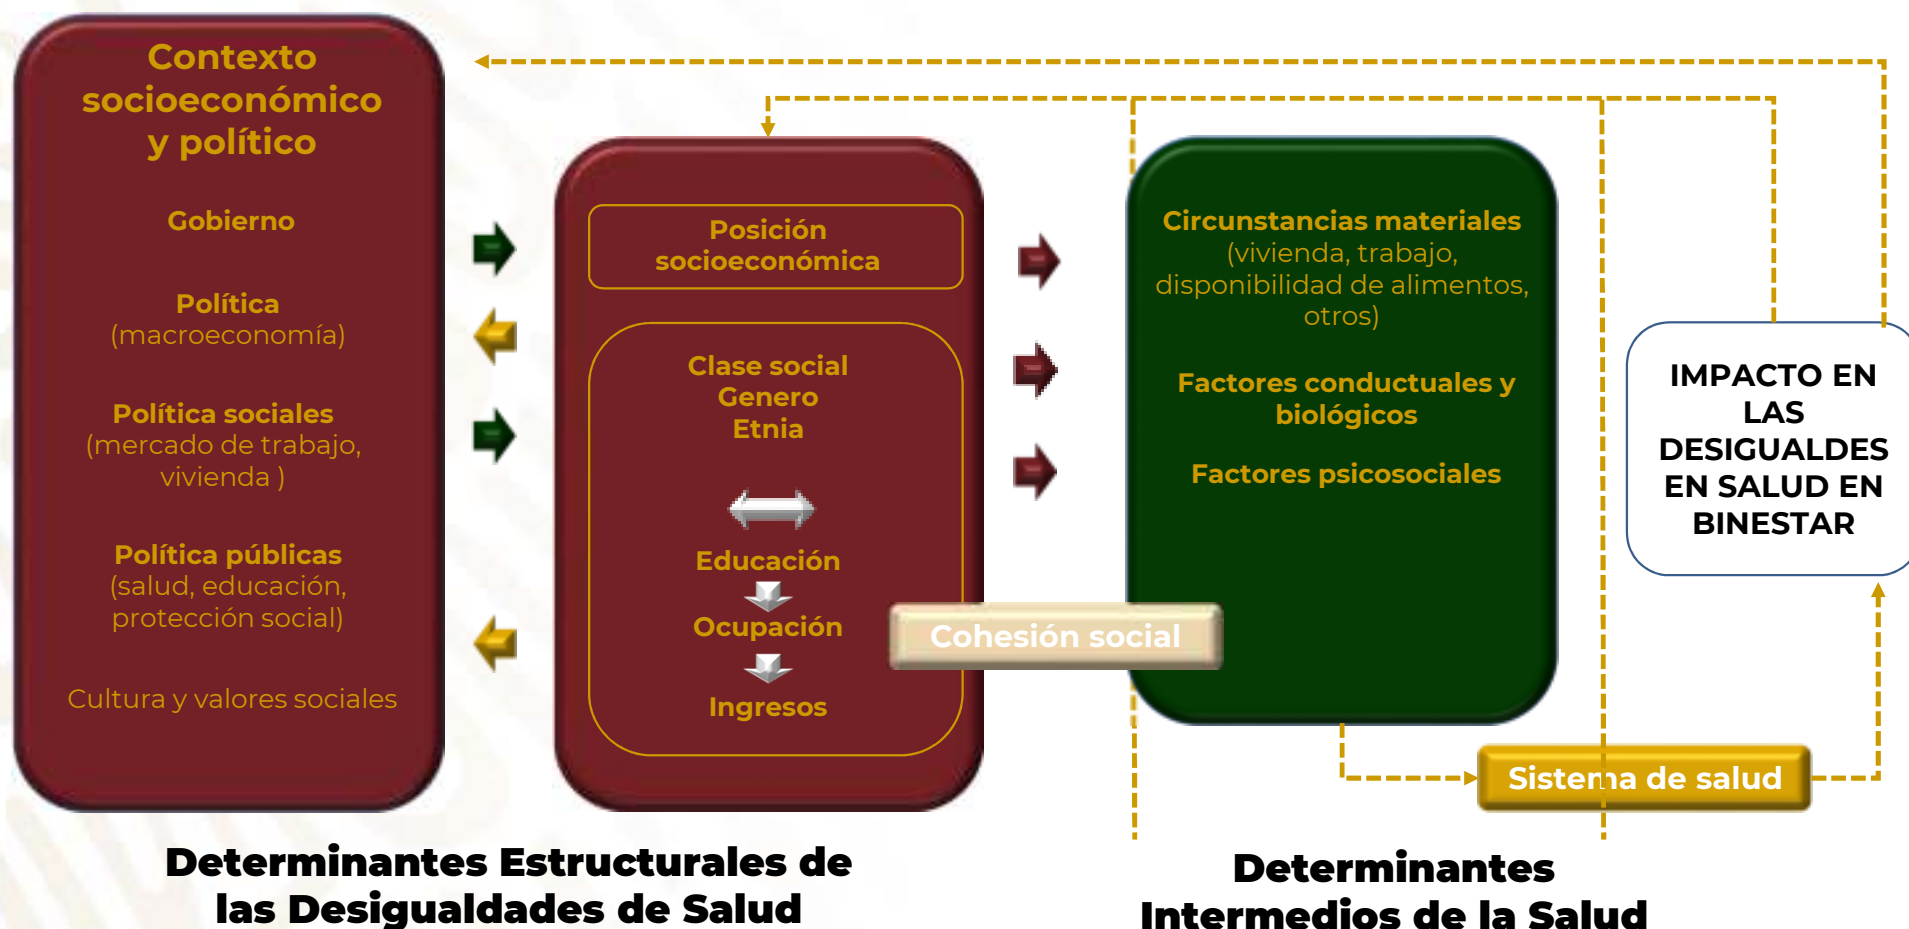 Contexto
socioeconómico
y político
Gobierno
Política
(macroeconomía)
Política sociales
(mercado de trabajo,
vivienda )
Política públicas
(salud, educación,
protección social)
Cultura y valores sociales
Posición
socioeconómica
Clase social
Genero
Etnia
Educación
Ocupación
Ingresos
Cohesión social
Circunstancias materiales
(vivienda, trabajo,
disponibilidad de alimentos,
otros)
Factores conductuales y
biológicos
Factores psicosociales
Sistema de salud
IMPACTO EN
LAS
DESIGUALDES
EN SALUD EN
BINESTAR
Determinantes Estructurales de
las Desigualdades de Salud
Determinantes
Intermedios de la Salud